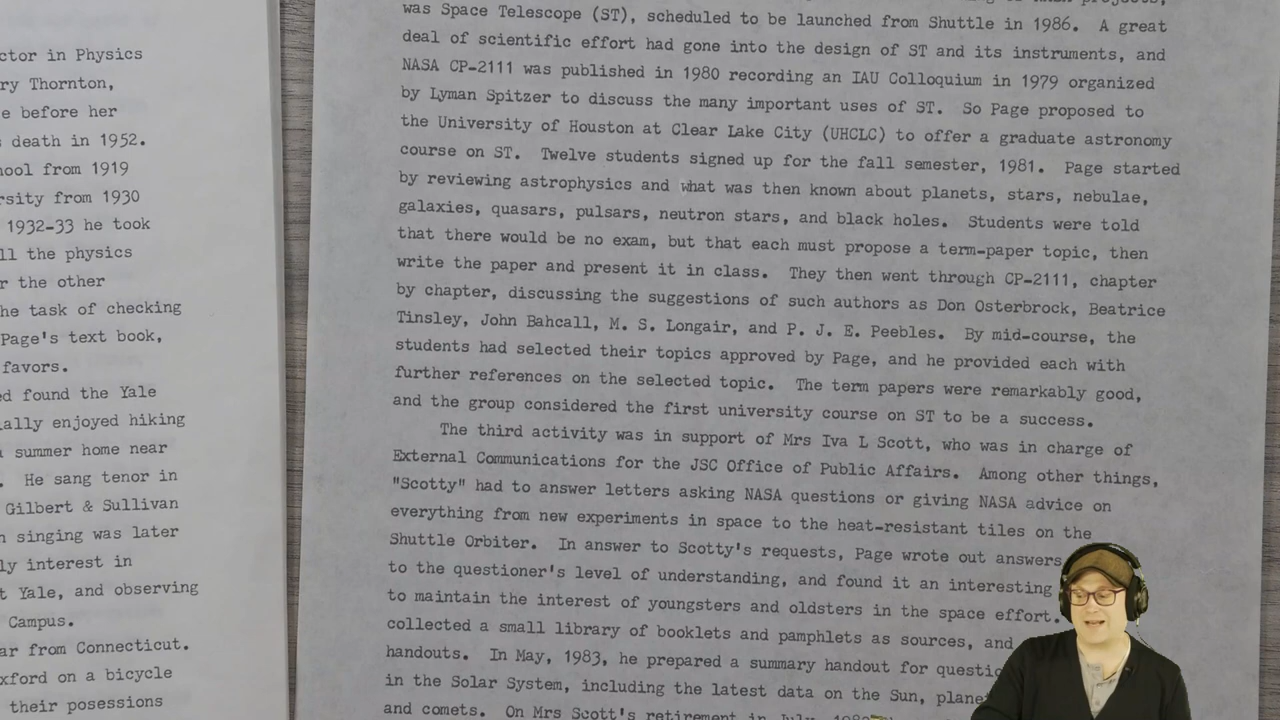 ctor in Physics
ry Thornton,
e before her
death in 1952.
hool from 1919
rsity from 1930
1932-33 he took
ll the physics
r the other
he task of checking
Page's text book,
favors.
ed found the Yale
ially enjoyed hiking
summer home near
. He sang tenor in
Gilbert & Sullivan
n singing was later
ly interest in
t Yale, and observing
Campus.
ar from Connecticut.
xford on a bicycle
their posessions
was Space Telescope (ST), scheduled to be launched from Shuttle in 1986. A great
deal of scientific effort had gone into the design of ST and its instruments, and
NASA CP-2111 was published in 1980 recording an IAU Colloquium in 1979 organized
by Lyman Spitzer to discuss the many important uses of ST. So Page proposed to
the University of Houston at Clear Lake City (UHCLC) to offer a graduate astronomy
course on ST. Twelve students signed up for the fall semester, 1981. Page started
by reviewing astrophysics and what was then known about planets, stars, nebulae,
galaxies, quasars, pulsars, neutron stars, and black holes. Students were told
that there would be no exam, but that each must propose a term-paper topic, then
write the paper and present it in class. They then went through CP-2111, chapter
by chapter, discussing the suggestions of such authors as Don Osterbrock, Beatrice
Tinsley, John Bahcall, M. S. Longair, and P. J. E. Peebles. By mid-course, the
students had selected their topics approved by Page, and he provided each with
further references on the selected topic. The term papers were remarkably good,
and the group considered the first university course on ST to be a success.
The third activity was in support of Mrs Iva L Scott, who was in charge of
External Communications for the JSC Office of Public Affairs. Among other things,
"Scotty" had to answer letters asking NASA questions or giving NASA advice on
everything from new experiments in space to the heat-resistant tiles on the
Shuttle Orbiter. In answer to Scotty's requests, Page wrote out answers
to the questioner's level of understanding, and found it an interesting
to maintain the interest of youngsters and oldsters in the space effort.
collected a small library of booklets and pamphlets as sources, and
handouts. In May, 1983, he prepared a summary handout for questio
in the Solar System, including the latest data on the Sun, plane
and comets. On Mrs Scott's retirement in July,